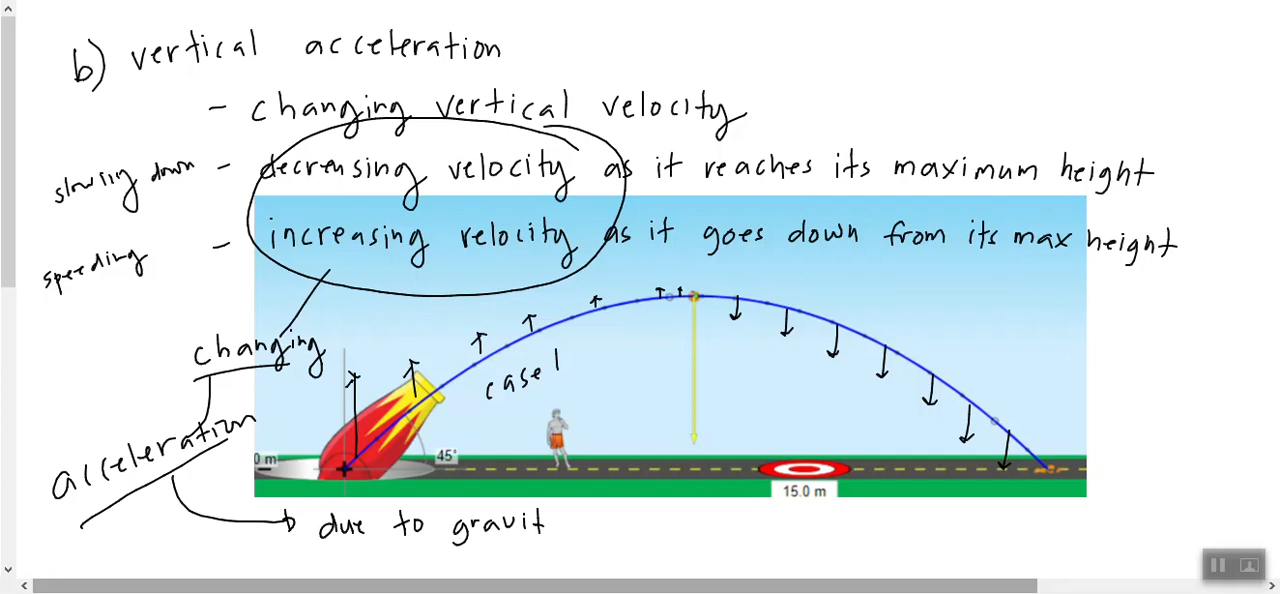 b) vertical acceleration
- changing vertical velocity
slowing down - decreasing velocity as it reaches its maximum height
speeding - increasing velocity as it goes down from its max height
changing
case 1
acceleration
0 m
45°
15.0 m
due to gravit